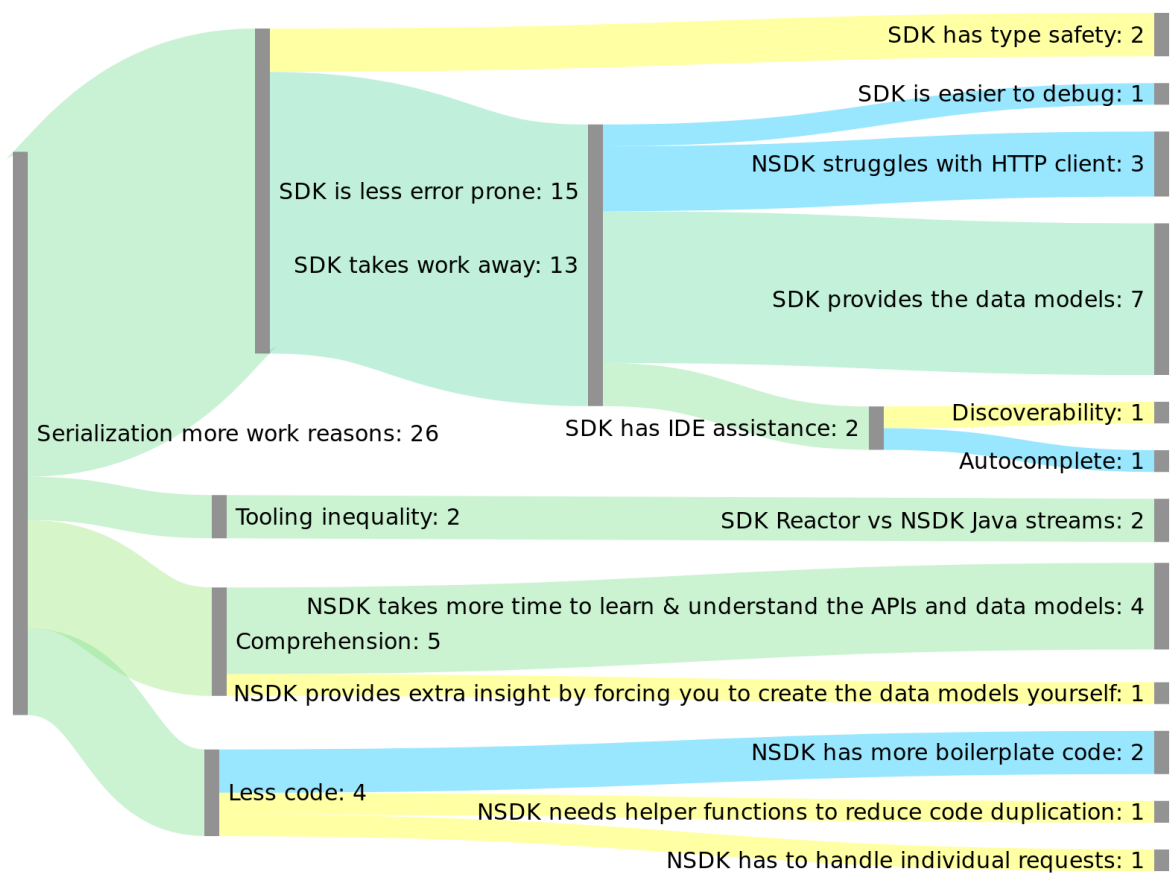 SDK has type safety: 2
SDK is easier to debug: 1
NSDK struggles with HTTP client: 3
SDK is less error prone: 15
SDK takes work away: 13
SDK provides the data models: 7
Discoverability: 1
SDK has IDE assistance: 2
Serialization more work reasons: 26
Autocomplete: 1
Tooling inequality: 2
SDK Reactor vs NSDK Java streams: 2
NSDK takes more time to learn & understand the APIs and data models: 4
Comprehension: 5
NSDK provides extra insight by forcing you to create the data models yourself: 1
NSDK has more boilerplate code: 2
Less code: 4
NSDK needs helper functions to reduce code duplication: 1
NSDK has to handle individual requests: 1